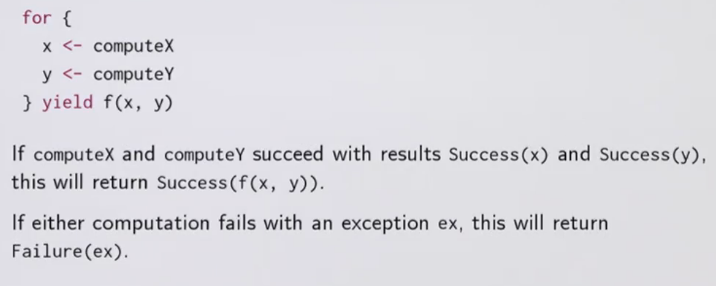 for {
x <- computeX
y <- computeY
} yield f(x, y)
If computeX and computeY succeed with results Success(x) and Success(y),
this will return Success(f(x, y)).
If either computation fails with an exception ex, this will return
Failure(ex).